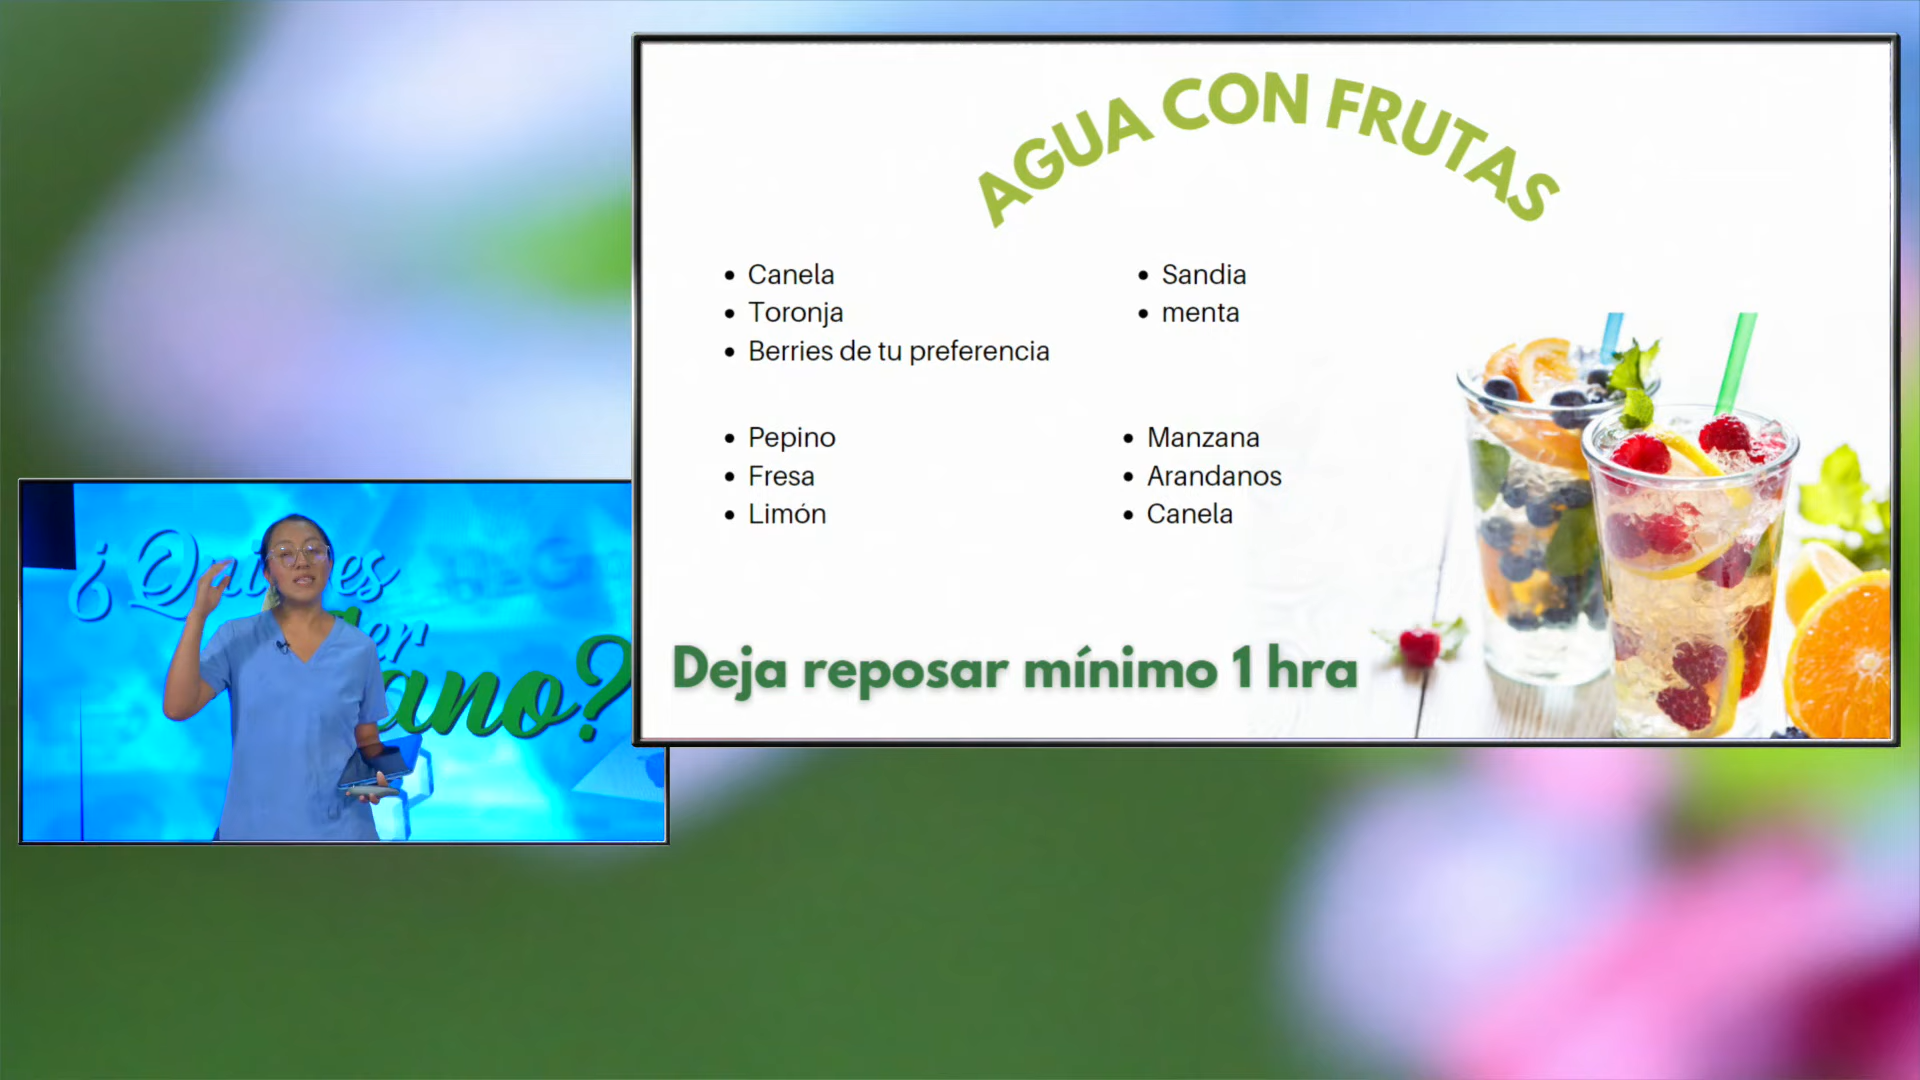 AGUA CON FRUTAS
Canela
Toronja
Berries de tu preferencia
Sandia
menta
Pepino
Fresa
Limón
Manzana
Arandanos
Canela
Deja reposar mínimo 1 hra